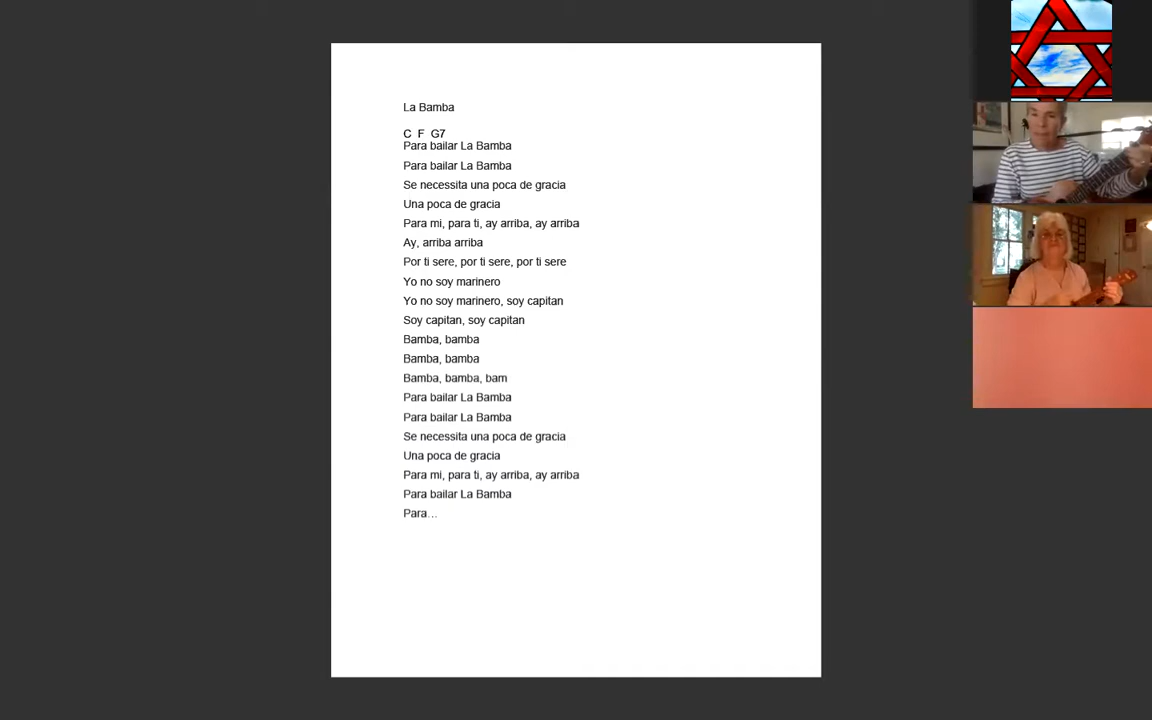 La Bamba
C F G7
Para bailar La Bamba
Para bailar La Bamba
Se necessita una poca de gracia
Una poca de gracia
Para mi, para ti, ay arriba, ay arriba
Ay, arriba arriba
Por ti sere, por ti sere, por ti sere
Yo no soy marinero
Yo no soy marinero, soy capitan
Soy capitan, soy capitan
Bamba, bamba
Bamba, bamba
Bamba, bamba, bam
Para bailar La Bamba
Para bailar La Bamba
Se necessita una poca de gracia
Una poca de gracia
Para mi, para ti, ay arriba, ay arriba
Para bailar La Bamba
Para…